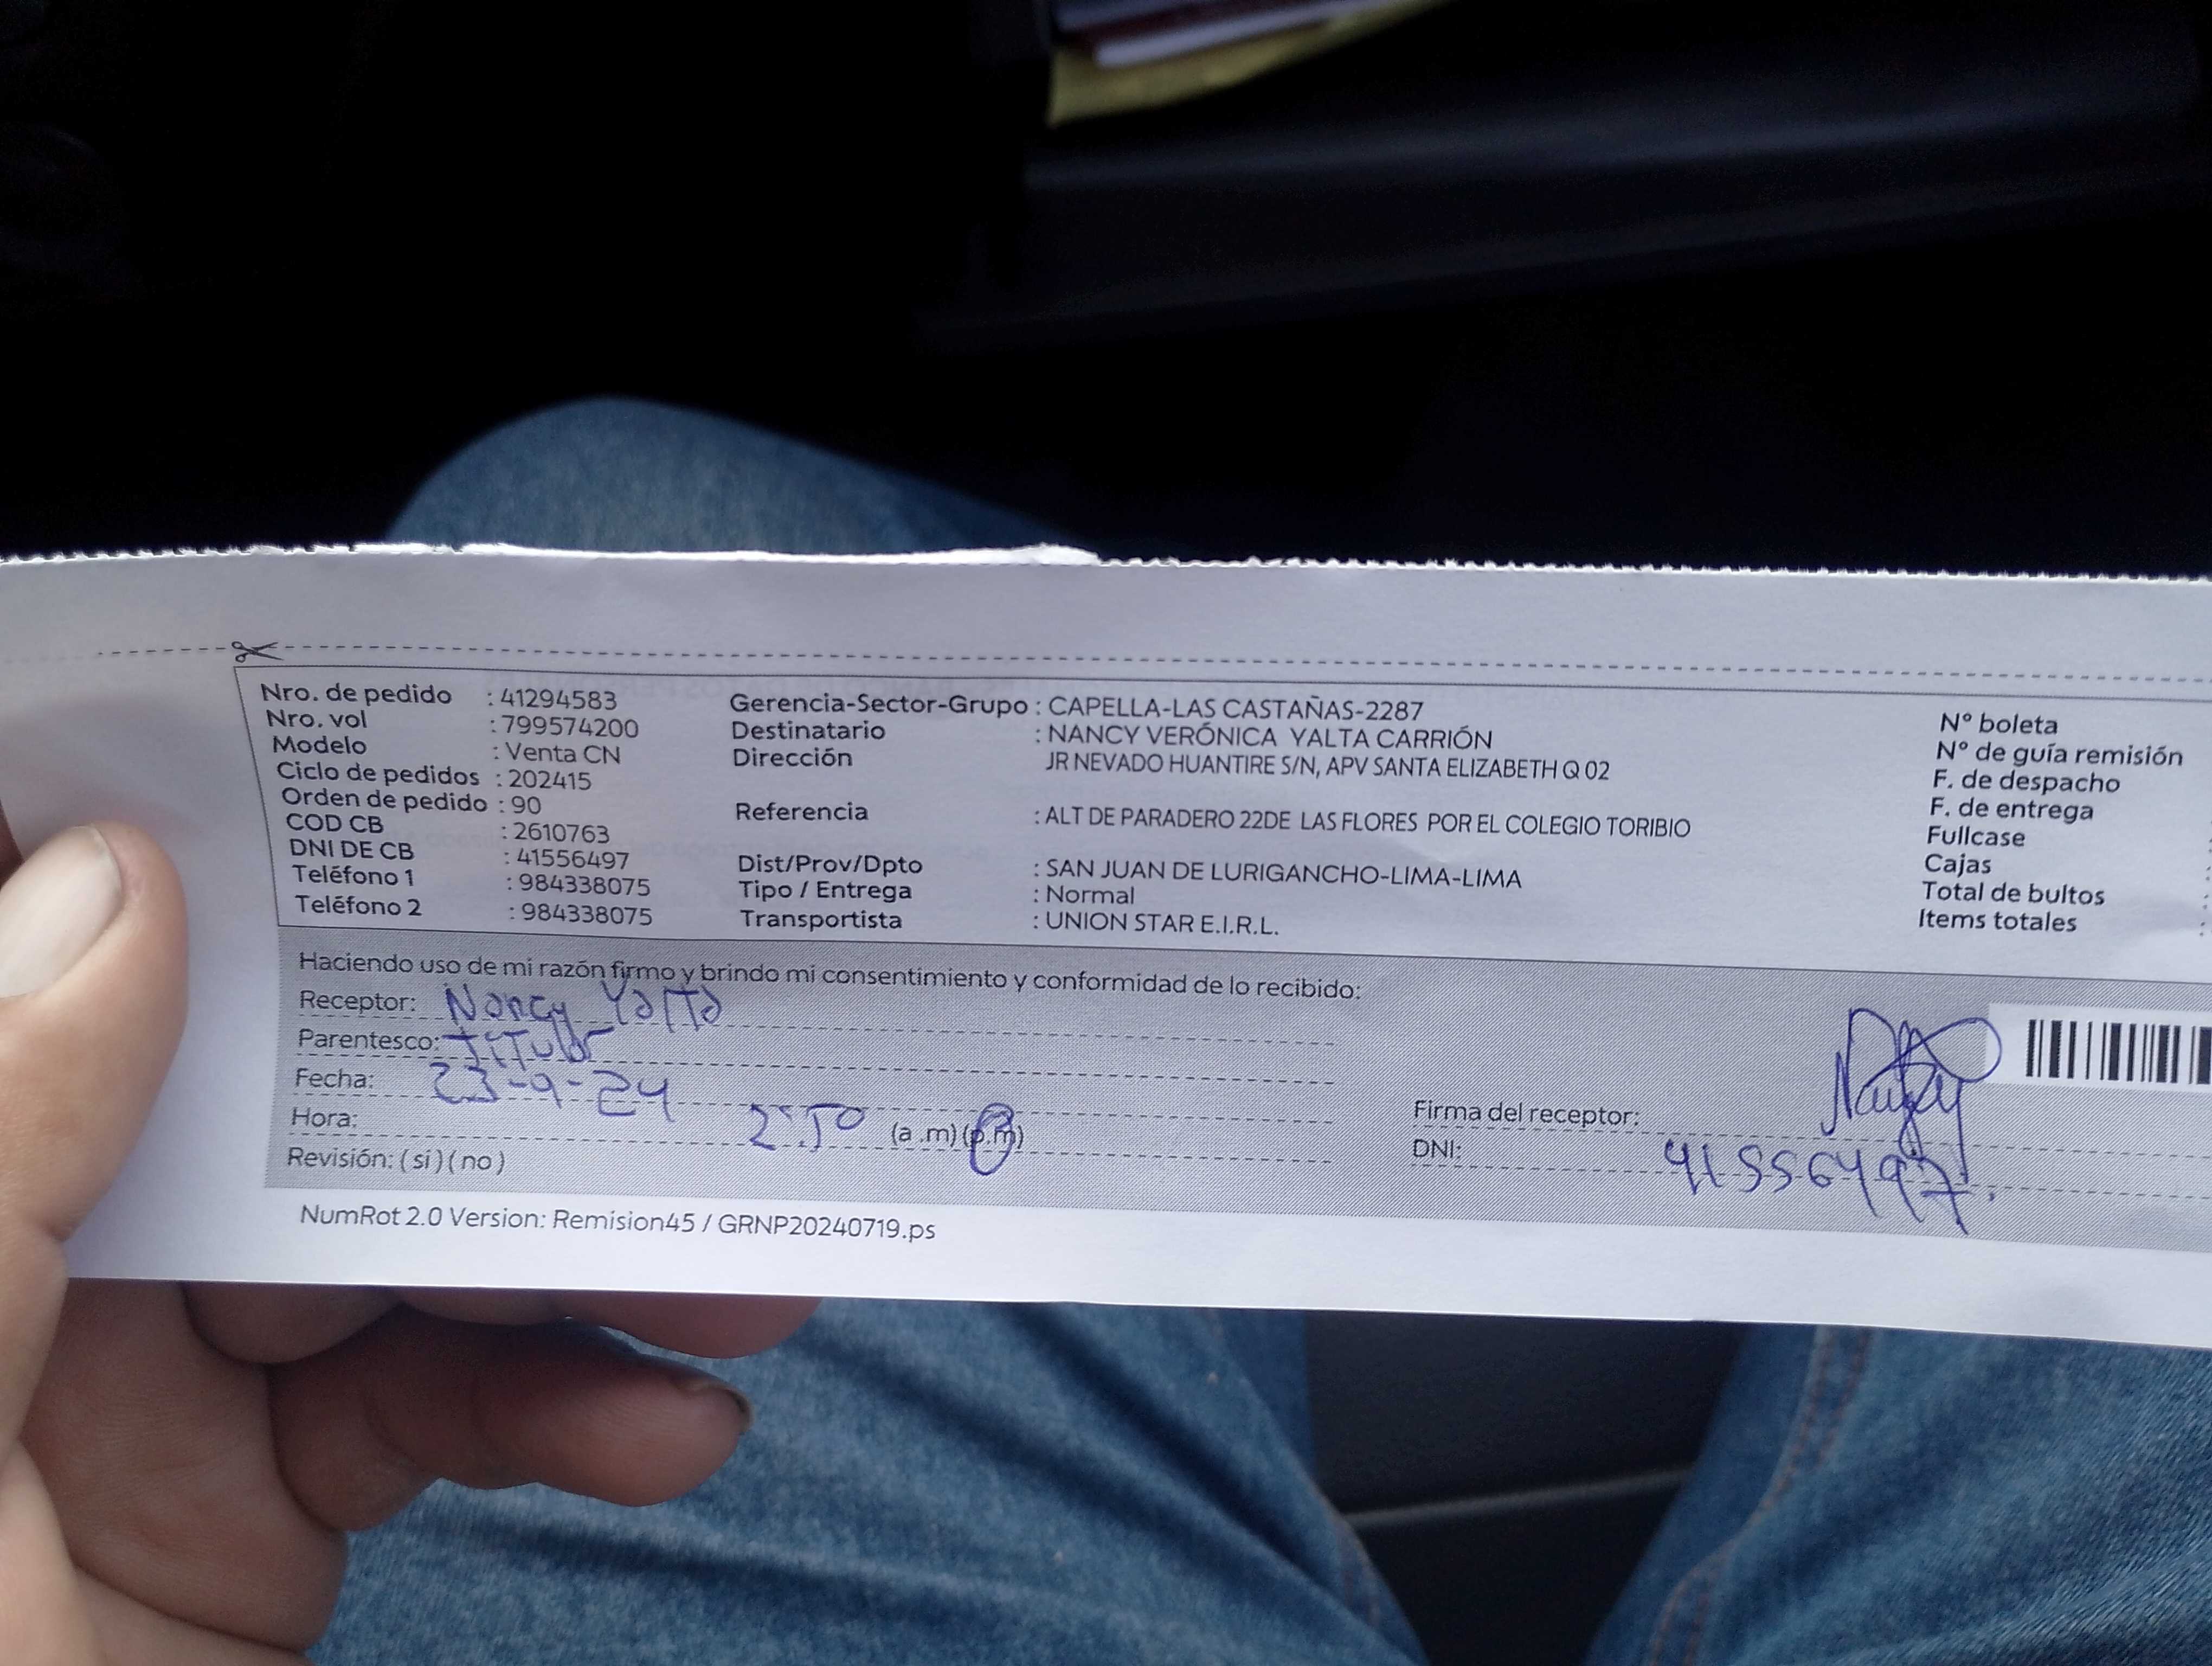 Nro. de pedido : 41294583
Nro. vol : 799574200
Modelo : Venta CN
Ciclo de pedidos : 202415
Orden de pedido : 90
COD CB : 2610763
DNI DE CB : 41556497
Teléfono 1 : 984338075
Teléfono 2 : 984338075
Gerencia-Sector-Grupo : CAPELLA-LAS CASTAÑAS-2287
Destinatario : NANCY VERÓNICA YALTA CARRIÓN
Dirección JR NEVADO HUANTIRE S/N, APV SANTA ELIZABETH Q 02
Referencia : ALT DE PARADERO 22DE LAS FLORES POR EL COLEGIO TORIBIO
Dist/Prov/Dpto : SAN JUAN DE LURIGANCHO-LIMA-LIMA
Tipo / Entrega : Normal
Transportista : UNION STAR E.I.R.L.
N° boleta
N° de guía remisión
F. de despacho
F. de entrega
Fullcase :
Cajas :
Total de bultos :
Items totales :
Haciendo uso de mi razón firmo y brindo mi consentimiento y conformidad de lo recibido:
Receptor: Nancy Yalta
Parentesco: Titular
Fecha: 23-9-24
Hora: 2:50 (a.m)(p.m)
Revisión: (si)(no)
Firma del receptor: Nancy
DNI: 41556497.
NumRot 2.0 Version: Remision45 / GRNP20240719.ps